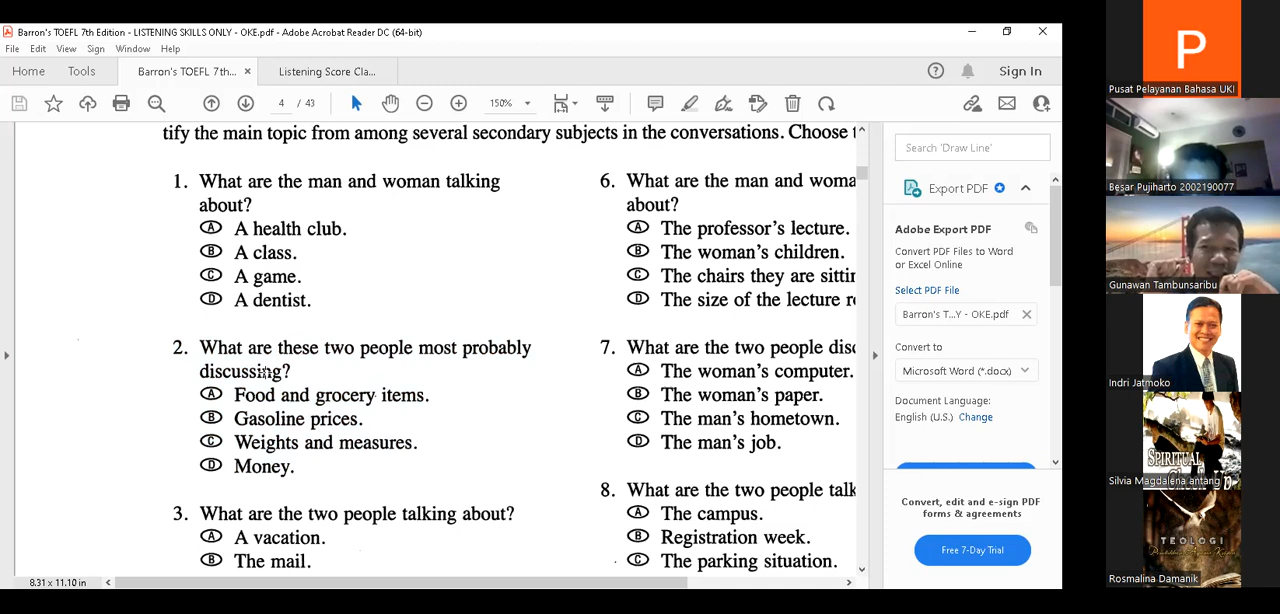 Barron's TOEFL 7th Edition - LISTENING SKILLS ONLY - OKE.pdf - Adobe Acrobat Reader DC (64-bit)
File Edit View Sign Window Help
Home Tools Barron's TOEFL 7th... × Listening Score Cla... Sign In
4 / 43 150%
tify the main topic from among several secondary subjects in the conversations. Choose t
1. What are the man and woman talking
about?
A A health club.
B A class.
C A game.
D A dentist.
2. What are these two people most probably
discussing?
A Food and grocery items.
B Gasoline prices.
C Weights and measures.
D Money.
3. What are the two people talking about?
A A vacation.
B The mail.
6. What are the man and woma
about?
A The professor's lecture.
B The woman's children.
C The chairs they are sittin
D The size of the lecture r
7. What are the two people disc
A The woman's computer.
B The woman's paper.
C The man's hometown.
D The man's job.
8. What are the two people talk
A The campus.
B Registration week.
C The parking situation.
8.31 x 11.10 in
Search 'Draw Line'
Export PDF
Adobe Export PDF
Convert PDF Files to Word
or Excel Online
Select PDF File
Barron's T...Y - OKE.pdf ×
Convert to
Microsoft Word (*.docx)
Document Language:
English (U.S.) Change
Convert, edit and e-sign PDF
forms & agreements
Free 7-Day Trial
P
Pusat Pelayanan Bahasa UKI
Besar Pujiharto 2002190077
Gunawan Tambunsaribu
Indri Jatmoko
SPIRITUAL
Silvia Magdalena antang
TEOLOGI
Rosmalina Damanik